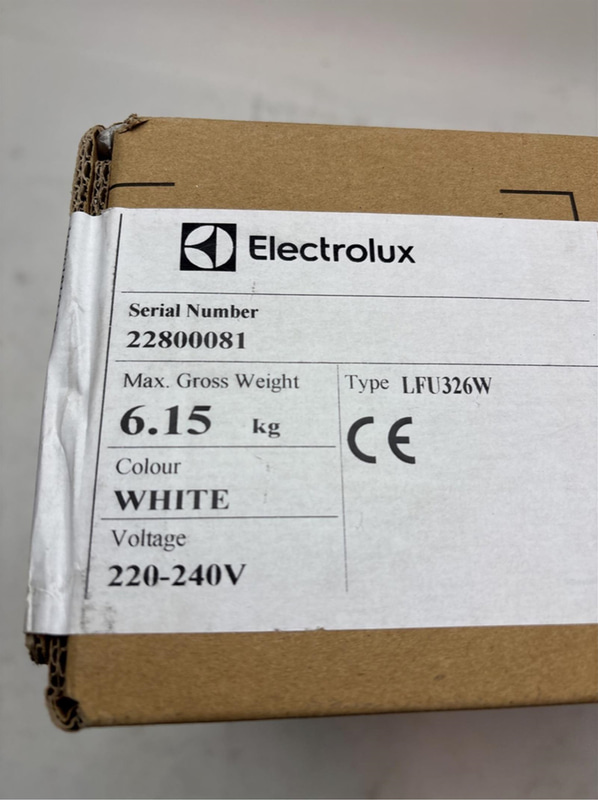 Electrolux
Serial Number
22800081
Max. Gross Weight
6.15 kg
Type LFU326W
CE
Colour
WHITE
Voltage
220-240V